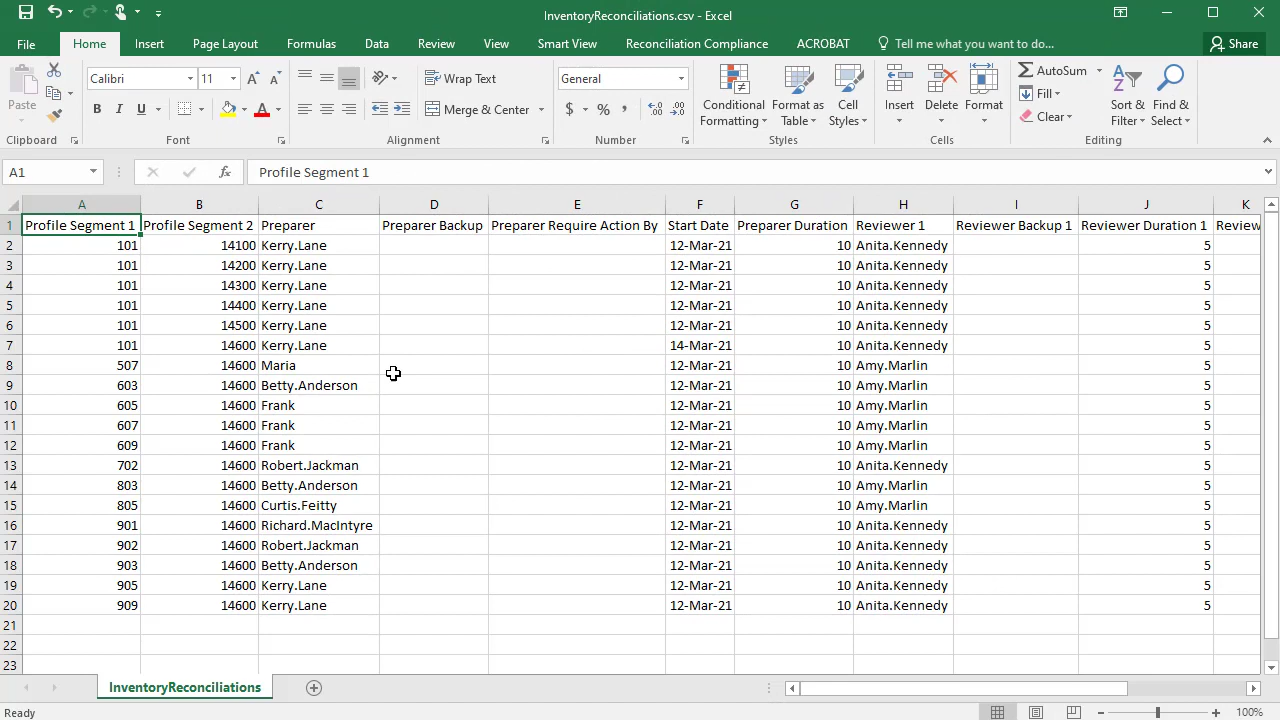 InventoryReconciliations.csv - Excel
File Home Insert Page Layout Formulas Data Review View Smart View Reconciliation Compliance ACROBAT Tell me what you want to do... Share
Paste Calibri 11 A A Wrap Text General Conditional Formatting Format as Table Cell Styles Insert Delete Format AutoSum Sort & Filter Find & Select
B I U A Merge & Center $ % , Fill
Clear
Clipboard Font Alignment Number Styles Cells Editing
A1 fx Profile Segment 1
A B C D E F G H I J K
1 Profile Segment 1 Profile Segment 2 Preparer Preparer Backup Preparer Require Action By Start Date Preparer Duration Reviewer 1 Reviewer Backup 1 Reviewer Duration 1 Review
2 101 14100 Kerry.Lane 12-Mar-21 10 Anita.Kennedy 5
3 101 14200 Kerry.Lane 12-Mar-21 10 Anita.Kennedy 5
4 101 14300 Kerry.Lane 12-Mar-21 10 Anita.Kennedy 5
5 101 14400 Kerry.Lane 12-Mar-21 10 Anita.Kennedy 5
6 101 14500 Kerry.Lane 12-Mar-21 10 Anita.Kennedy 5
7 101 14600 Kerry.Lane 14-Mar-21 10 Anita.Kennedy 5
8 507 14600 Maria 12-Mar-21 10 Amy.Marlin 5
9 603 14600 Betty.Anderson 12-Mar-21 10 Amy.Marlin 5
10 605 14600 Frank 12-Mar-21 10 Amy.Marlin 5
11 607 14600 Frank 12-Mar-21 10 Amy.Marlin 5
12 609 14600 Frank 12-Mar-21 10 Amy.Marlin 5
13 702 14600 Robert.Jackman 12-Mar-21 10 Anita.Kennedy 5
14 803 14600 Betty.Anderson 12-Mar-21 10 Amy.Marlin 5
15 805 14600 Curtis.Feitty 12-Mar-21 10 Amy.Marlin 5
16 901 14600 Richard.MacIntyre 12-Mar-21 10 Anita.Kennedy 5
17 902 14600 Robert.Jackman 12-Mar-21 10 Anita.Kennedy 5
18 903 14600 Betty.Anderson 12-Mar-21 10 Anita.Kennedy 5
19 905 14600 Kerry.Lane 12-Mar-21 10 Anita.Kennedy 5
20 909 14600 Kerry.Lane 12-Mar-21 10 Anita.Kennedy 5
21
22
23
InventoryReconciliations
Ready 100%